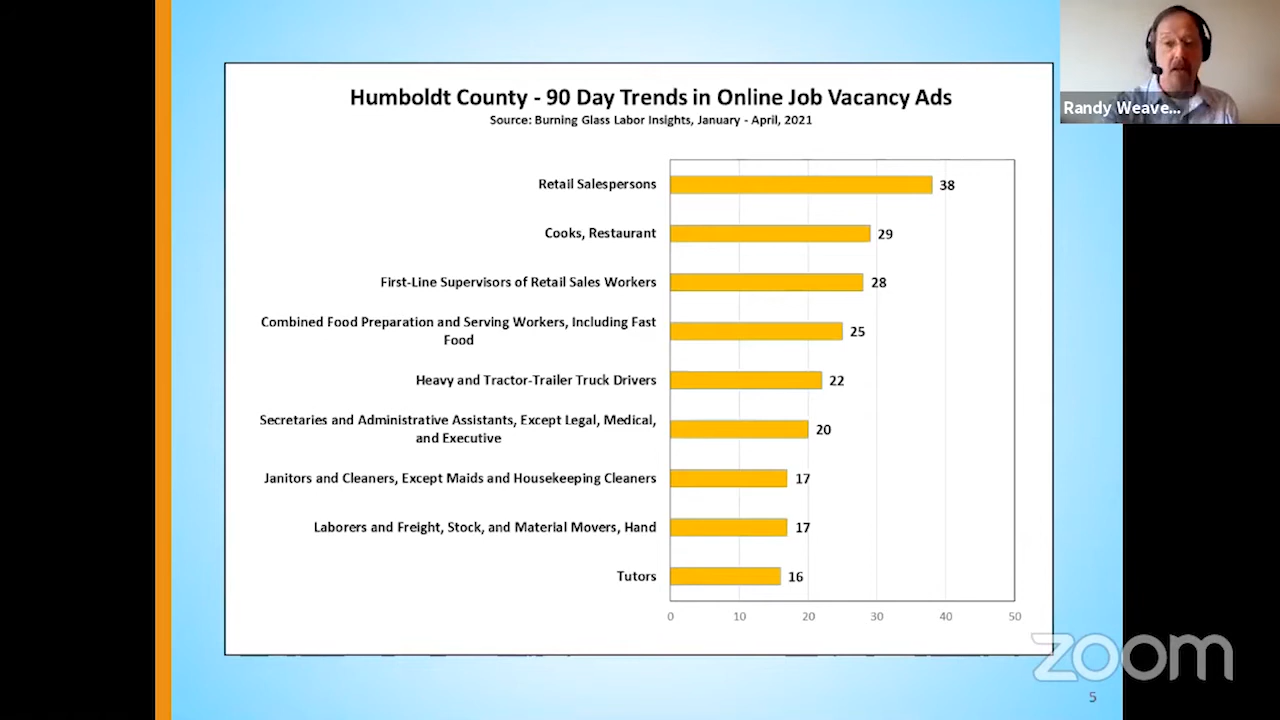 Humboldt County - 90 Day Trends in Online Job Vacancy Ads
Source: Burning Glass Labor Insights, January - April, 2021
Randy Weave...
Retail Salespersons
38
Cooks, Restaurant
29
First-Line Supervisors of Retail Sales Workers
28
Combined Food Preparation and Serving Workers, Including Fast
Food
25
Heavy and Tractor-Trailer Truck Drivers
22
Secretaries and Administrative Assistants, Except Legal, Medical,
and Executive
20
Janitors and Cleaners, Except Maids and Housekeeping Cleaners
17
Laborers and Freight, Stock, and Material Movers, Hand
17
Tutors
16
0 10 20 30 40 50
zoom
5